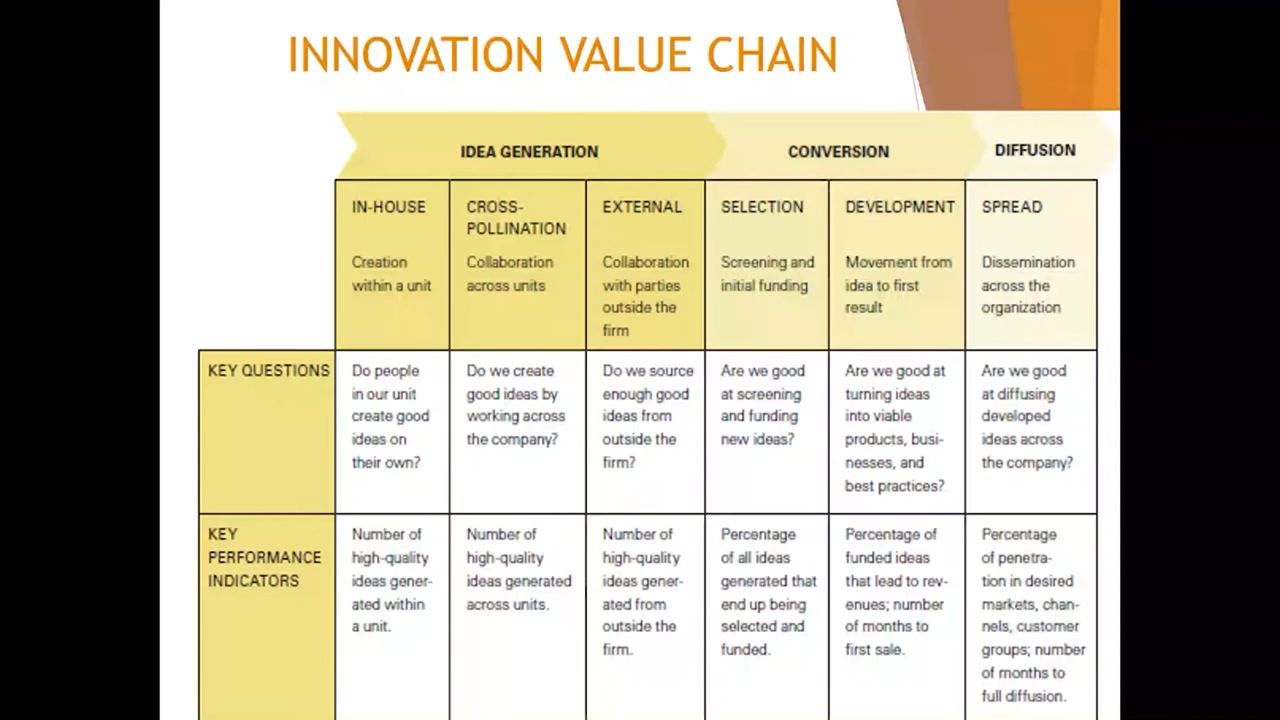 INNOVATION VALUE CHAIN
IDEA GENERATION
CONVERSION
DIFFUSION
IN-HOUSE
Creation
within a unit
CROSS-
POLLINATION
Collaboration
across units
EXTERNAL
Collaboration
with parties
outside the
firm
SELECTION
Screening and
initial funding
DEVELOPMENT
Movement from
idea to first
result
SPREAD
Dissemination
across the
organization
KEY QUESTIONS
Do people
in our unit
create good
ideas on
their own?
Do we create
good ideas by
working across
the company?
Do we source
enough good
ideas from
outside the
firm?
Are we good
at screening
and funding
new ideas?
Are we good at
turning ideas
into viable
products, busi-
nesses, and
best practices?
Are we good
at diffusing
developed
ideas across
the company?
KEY
PERFORMANCE
INDICATORS
Number of
high-quality
ideas gener-
ated within
a unit.
Number of
high-quality
ideas generated
across units.
Number of
high-quality
ideas gener-
ated from
outside the
firm.
Percentage
of all ideas
generated that
end up being
selected and
funded.
Percentage of
funded ideas
that lead to rev-
enues; number
of months to
first sale.
Percentage
of penetra-
tion in desired
markets, chan-
nels, customer
groups; number
of months to
full diffusion.